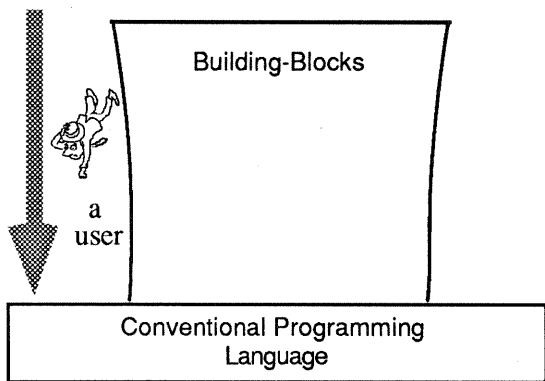 Building-Blocks
a
user
Conventional Programming
Language